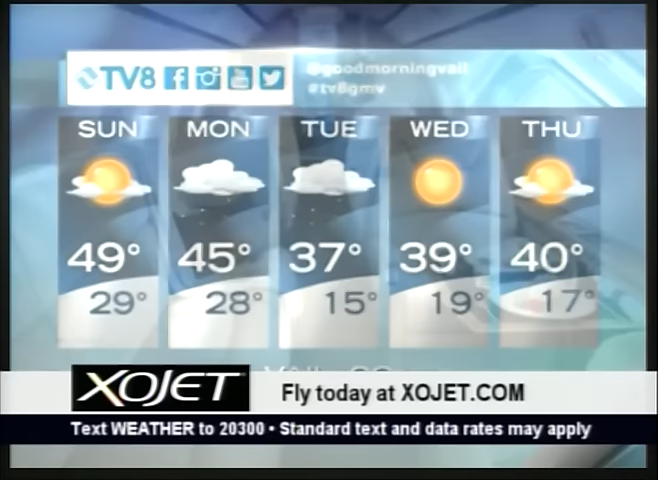 TV8
@goodmorningvail
#tv8gmv
SUN MON TUE WED THU
49° 45° 37° 39° 40°
29° 28° 15° 19° 17°
XOJET Fly today at XOJET.COM
Text WEATHER to 20300 • Standard text and data rates may apply